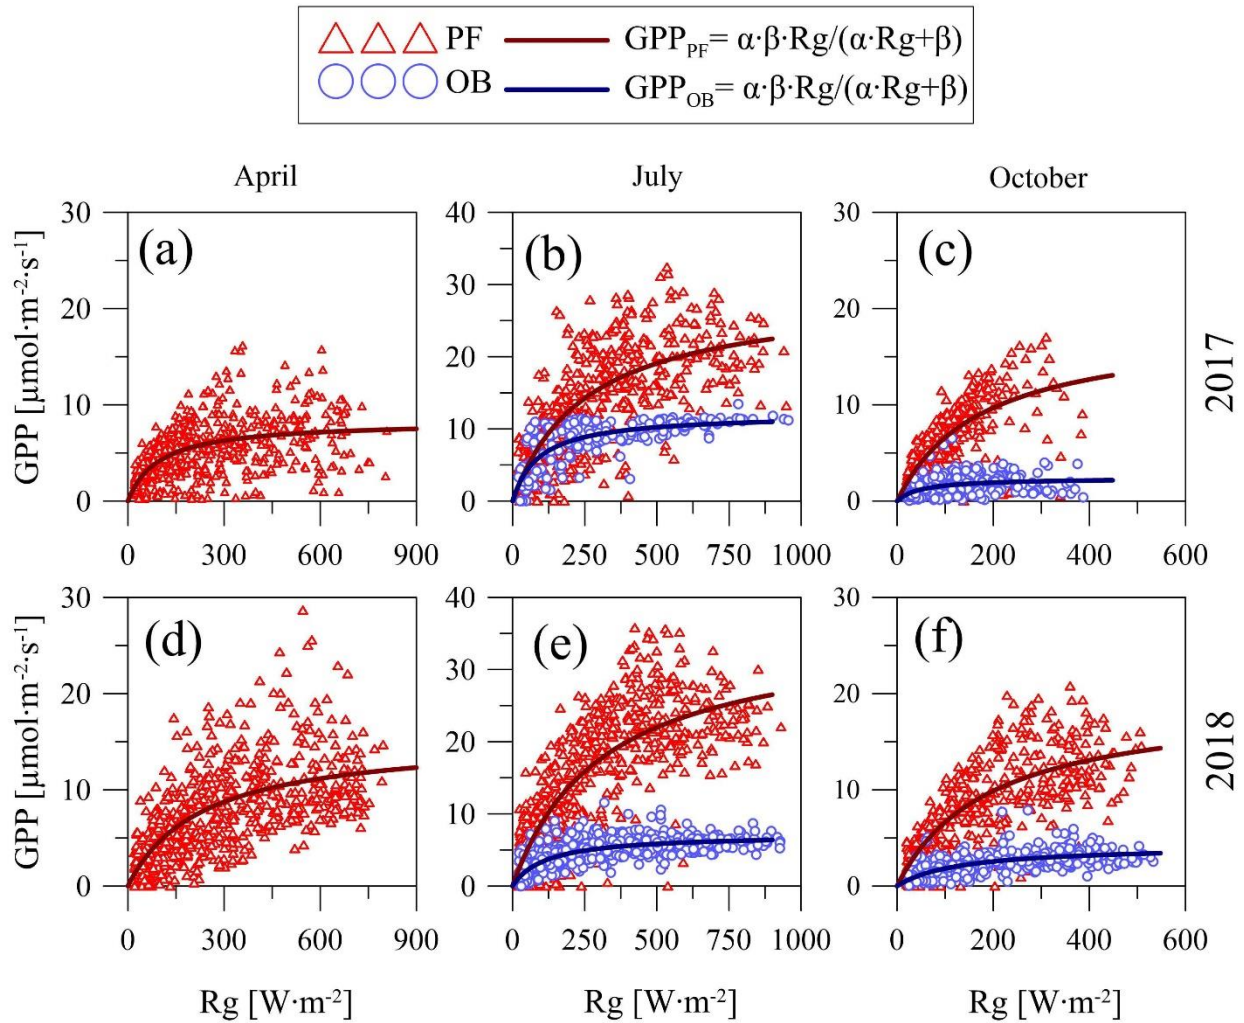 PF GPP_PF= α·β·Rg/(α·Rg+β)
OB GPP_OB= α·β·Rg/(α·Rg+β)
April July October
GPP [µmol·m⁻²·s⁻¹]
30
20
10
0
(a)
0 300 600 900
40
30
20
10
0
(b)
0 250 500 750 1000
30
20
10
0
(c)
0 200 400 600
2017
GPP [µmol·m⁻²·s⁻¹]
30
20
10
0
(d)
0 300 600 900
40
30
20
10
0
(e)
0 250 500 750 1000
30
20
10
0
(f)
0 200 400 600
2018
Rg [W·m⁻²] Rg [W·m⁻²] Rg [W·m⁻²]